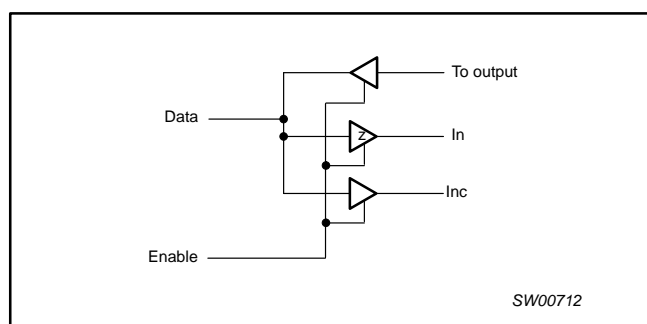 To output
Data
Z
In
Inc
Enable
SW00712